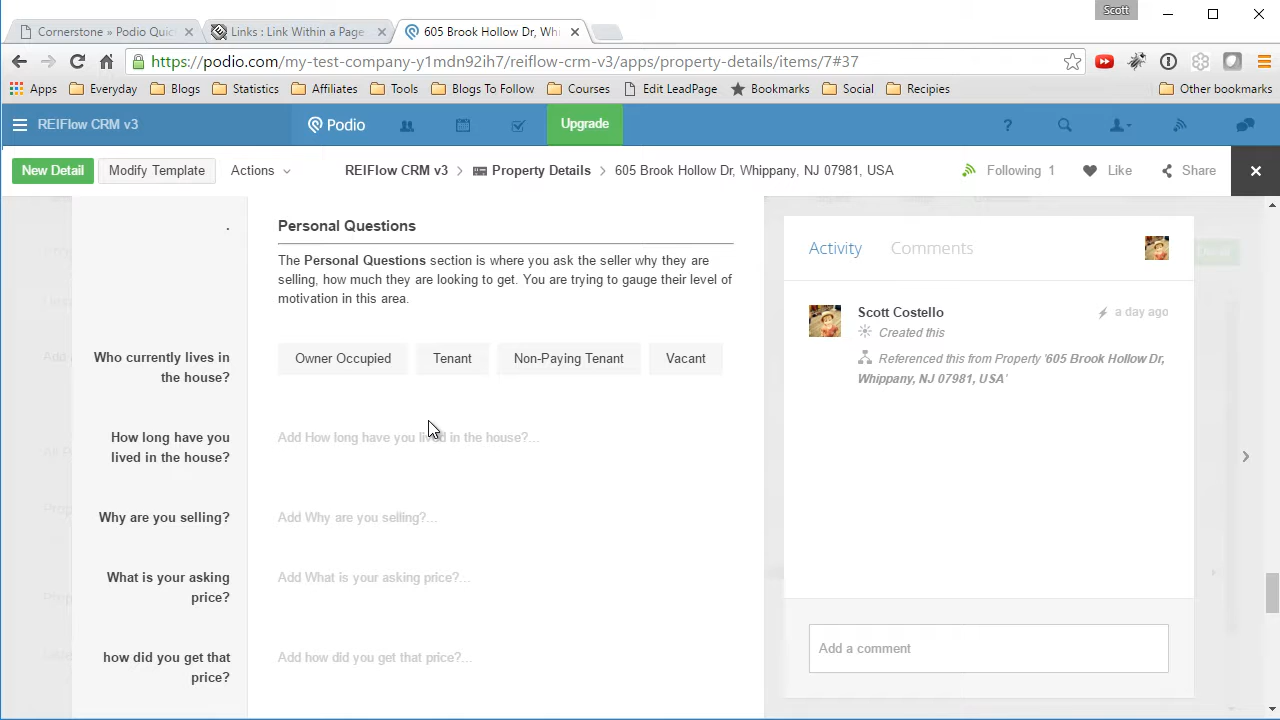 Scott
Cornerstone » Podio Quic
Links : Link Within a Page
605 Brook Hollow Dr, Whi
https://podio.com/my-test-company-y1mdn92ih7/reiflowcrm-v3/apps/property-details/items/7#37
Apps
Everyday
Blogs
Statistics
Affiliates
Tools
Blogs To Follow
Courses
Edit LeadPage
Bookmarks
Social
Recipies
Other bookmarks
REIFlow CRM v3
Podio
Upgrade
?
New Detail
Modify Template
Actions
REIFlow CRM v3
Property Details
605 Brook Hollow Dr, Whippany, NJ 07981, USA
Following 1
Like
Share
.
Personal Questions
The Personal Questions section is where you ask the seller why they are
selling, how much they are looking to get. You are trying to gauge their level of
motivation in this area.
Who currently lives in
the house?
Owner Occupied
Tenant
Non-Paying Tenant
Vacant
How long have you
lived in the house?
Add How long have you lived in the house?...
Why are you selling?
Add Why are you selling?...
What is your asking
price?
Add What is your asking price?...
how did you get that
price?
Add how did you get that price?...
Activity
Comments
Scott Costello
a day ago
Created this
Referenced this from Property '605 Brook Hollow Dr,
Whippany, NJ 07981, USA'
Add a comment